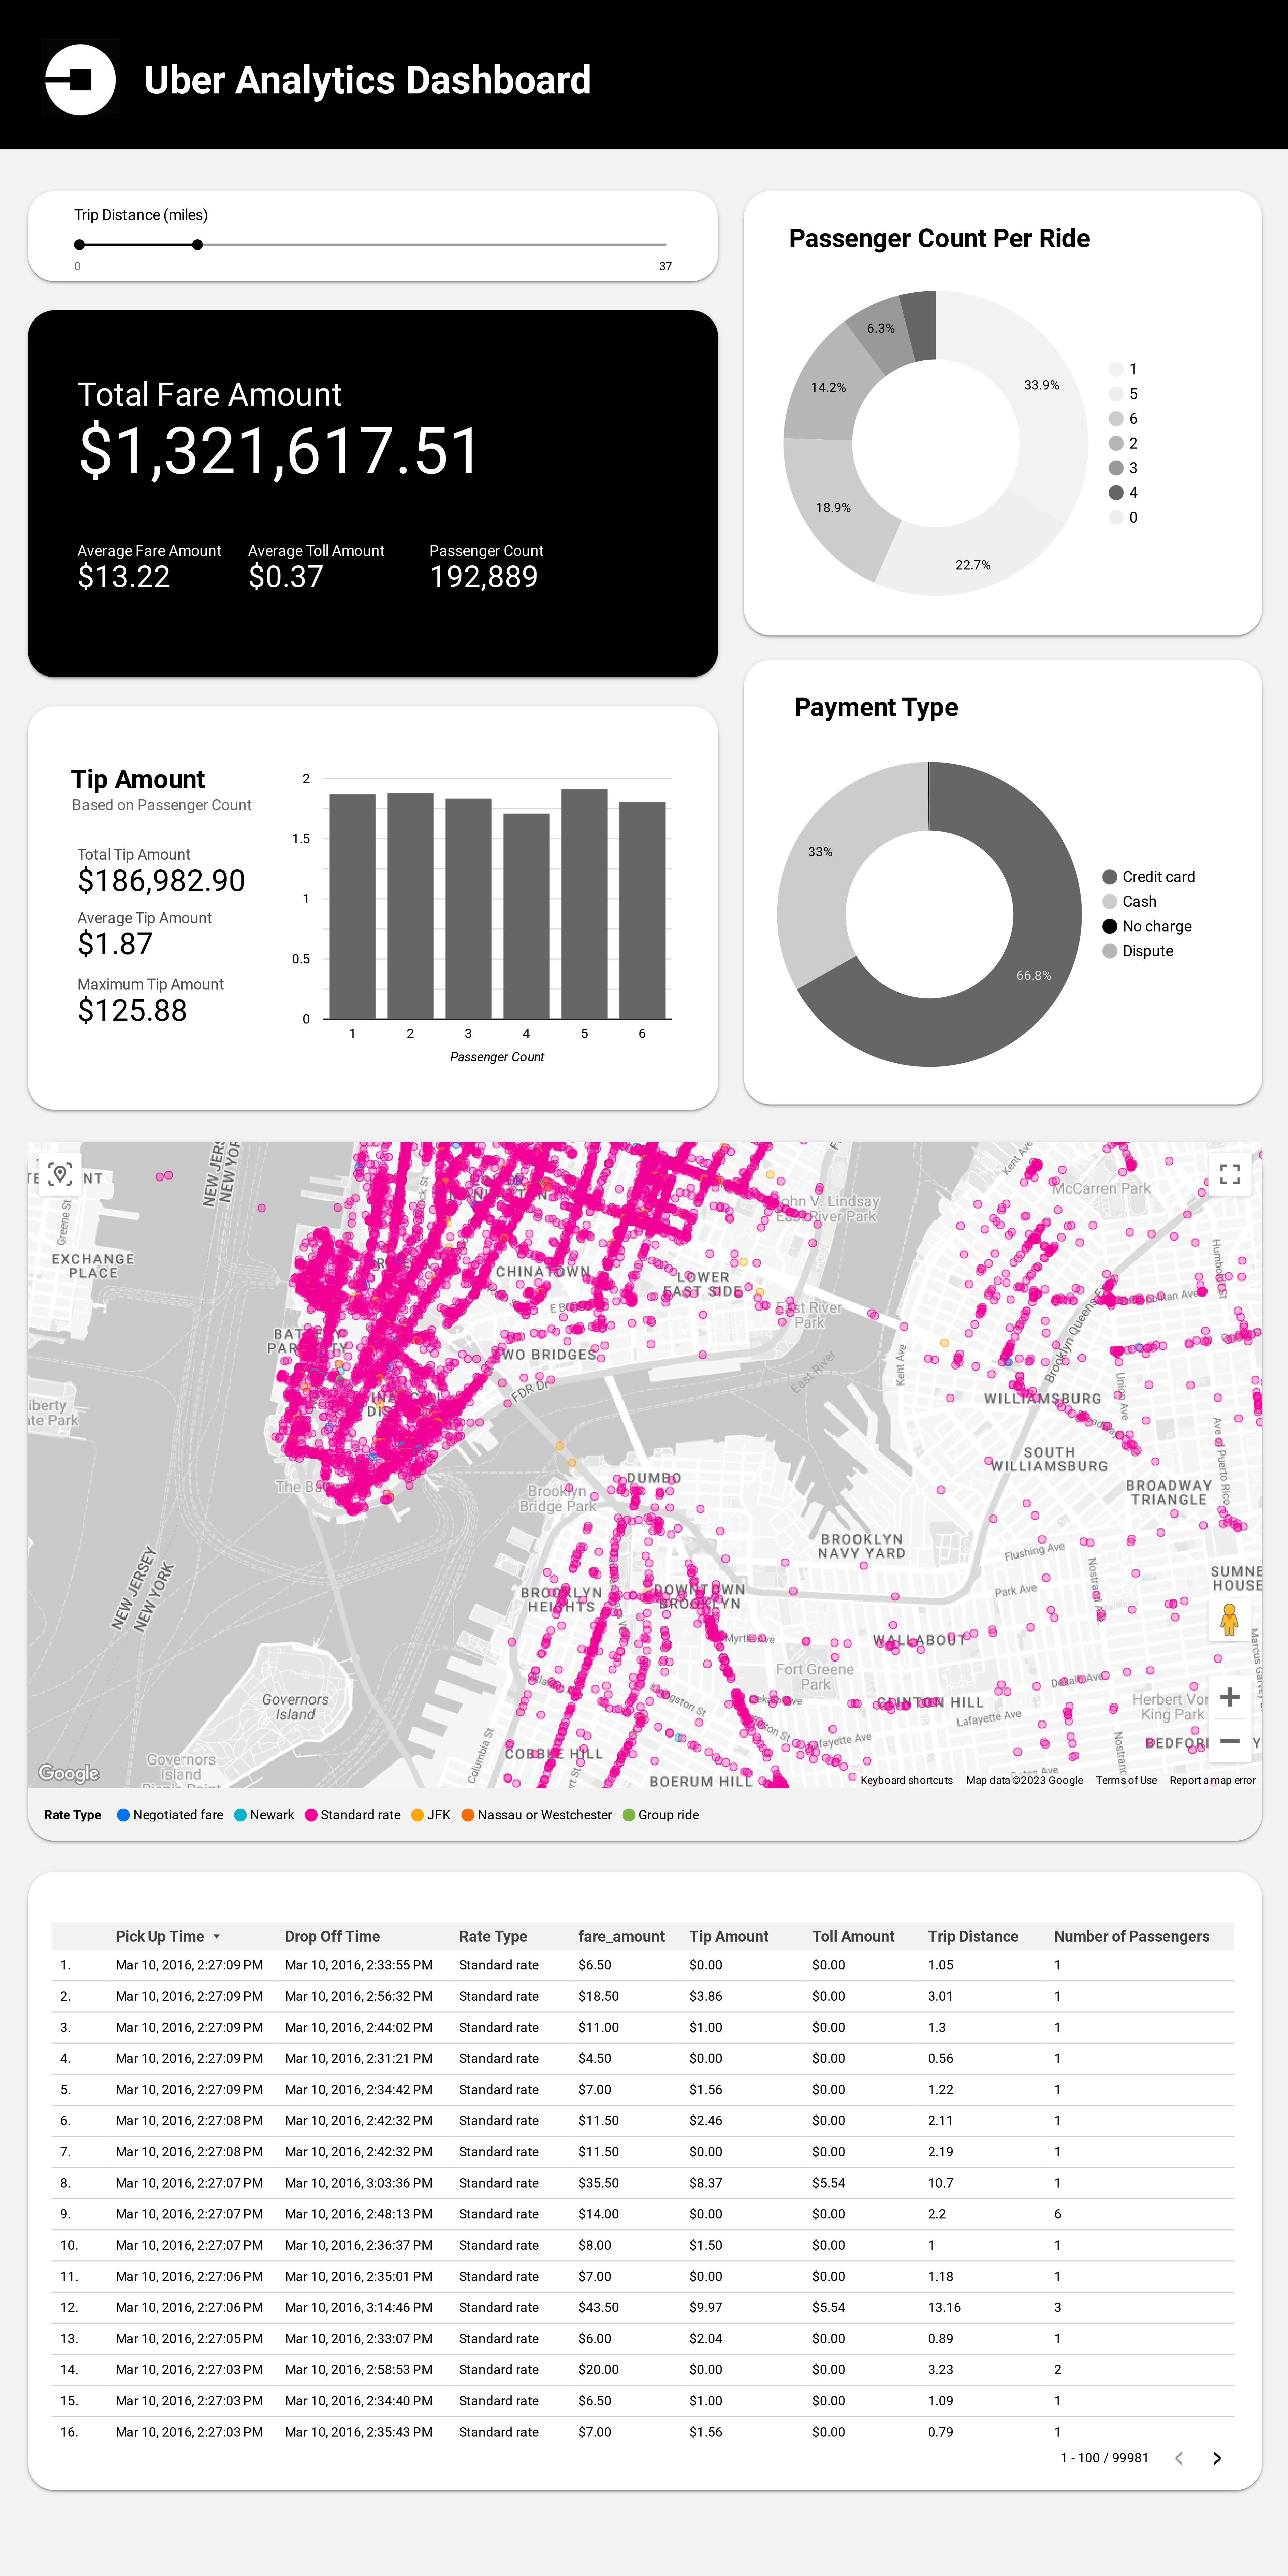 Uber Analytics Dashboard
Trip Distance (miles)
0
37
Total Fare Amount
$1,321,617.51
Average Fare Amount
$13.22
Average Toll Amount
$0.37
Passenger Count
192,889
Passenger Count Per Ride
33.9%
22.7%
18.9%
14.2%
6.3%
1
5
6
2
3
4
0
Tip Amount
Based on Passenger Count
Total Tip Amount
$186,982.90
Average Tip Amount
$1.87
Maximum Tip Amount
$125.88
2
1.5
1
0.5
0
1 2 3 4 5 6
Passenger Count
Payment Type
33%
66.8%
Credit card
Cash
No charge
Dispute
EXCHANGE
PLACE
Greene St
CHINATOWN
LOWER
EAST SIDE
East River Park
McCarren Park
Kent Ave
FDR Dr
East River
Kent Ave
WILLIAMSBURG
Union Ave
SOUTH
WILLIAMSBURG
BROADWAY
TRIANGLE
DUMBO
Brooklyn
Bridge Park
BROOKLYN
NAVY YARD
Flushing Ave
Park Ave
NEW JERSEY
NEW YORK
BROOKLYN
HEIGHTS
DOWNTOWN
BROOKLYN
Myrtle Ave
WALLABOUT
Fort Greene
Park
CLINTON HILL
Lafayette Ave
Lafayette Ave
Dekalb Ave
Governors
Island
Governors
Island
Columbia St
COBBLE HILL
BOERUM HILL
Google
Keyboard shortcuts Map data ©2023 Google Terms of Use Report a map error
Rate Type Negotiated fare Newark Standard rate JFK Nassau or Westchester Group ride
Pick Up Time Drop Off Time Rate Type fare_amount Tip Amount Toll Amount Trip Distance Number of Passengers
1. Mar 10, 2016, 2:27:09 PM Mar 10, 2016, 2:33:55 PM Standard rate $6.50 $0.00 $0.00 1.05 1
2. Mar 10, 2016, 2:27:09 PM Mar 10, 2016, 2:56:32 PM Standard rate $18.50 $3.86 $0.00 3.01 1
3. Mar 10, 2016, 2:27:09 PM Mar 10, 2016, 2:44:02 PM Standard rate $11.00 $1.00 $0.00 1.3 1
4. Mar 10, 2016, 2:27:09 PM Mar 10, 2016, 2:31:21 PM Standard rate $4.50 $0.00 $0.00 0.56 1
5. Mar 10, 2016, 2:27:09 PM Mar 10, 2016, 2:34:42 PM Standard rate $7.00 $1.56 $0.00 1.22 1
6. Mar 10, 2016, 2:27:08 PM Mar 10, 2016, 2:42:32 PM Standard rate $11.50 $2.46 $0.00 2.11 1
7. Mar 10, 2016, 2:27:08 PM Mar 10, 2016, 2:42:32 PM Standard rate $11.50 $0.00 $0.00 2.19 1
8. Mar 10, 2016, 2:27:07 PM Mar 10, 2016, 3:03:36 PM Standard rate $35.50 $8.37 $5.54 10.7 1
9. Mar 10, 2016, 2:27:07 PM Mar 10, 2016, 2:48:13 PM Standard rate $14.00 $0.00 $0.00 2.2 6
10. Mar 10, 2016, 2:27:07 PM Mar 10, 2016, 2:36:37 PM Standard rate $8.00 $1.50 $0.00 1 1
11. Mar 10, 2016, 2:27:06 PM Mar 10, 2016, 2:35:01 PM Standard rate $7.00 $0.00 $0.00 1.18 1
12. Mar 10, 2016, 2:27:06 PM Mar 10, 2016, 3:14:46 PM Standard rate $43.50 $9.97 $5.54 13.16 3
13. Mar 10, 2016, 2:27:05 PM Mar 10, 2016, 2:33:07 PM Standard rate $6.00 $2.04 $0.00 0.89 1
14. Mar 10, 2016, 2:27:03 PM Mar 10, 2016, 2:58:53 PM Standard rate $20.00 $0.00 $0.00 3.23 2
15. Mar 10, 2016, 2:27:03 PM Mar 10, 2016, 2:34:40 PM Standard rate $6.50 $1.00 $0.00 1.09 1
16. Mar 10, 2016, 2:27:03 PM Mar 10, 2016, 2:35:43 PM Standard rate $7.00 $1.56 $0.00 0.79 1
1 - 100 / 99981